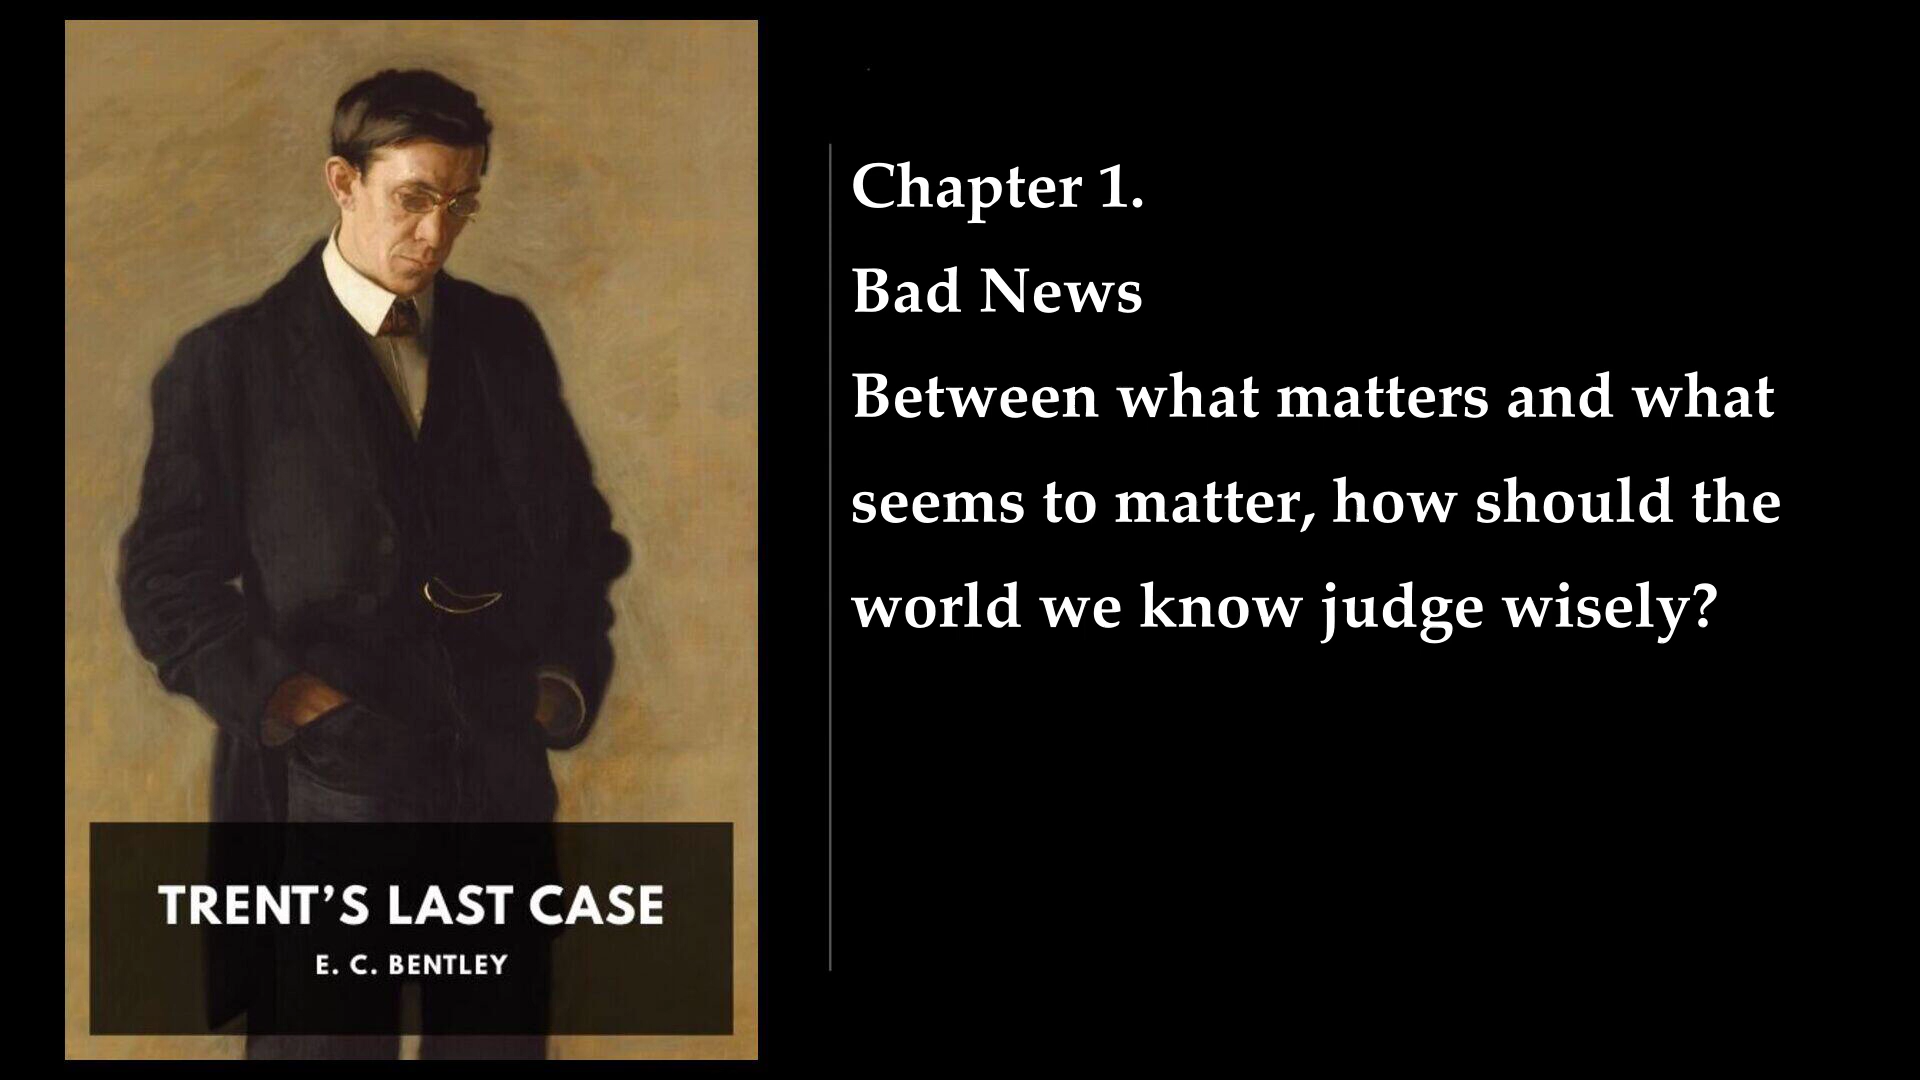 Chapter 1.
Bad News
Between what matters and what
seems to matter, how should the
world we know judge wisely?
TRENT’S LAST CASE
E. C. BENTLEY